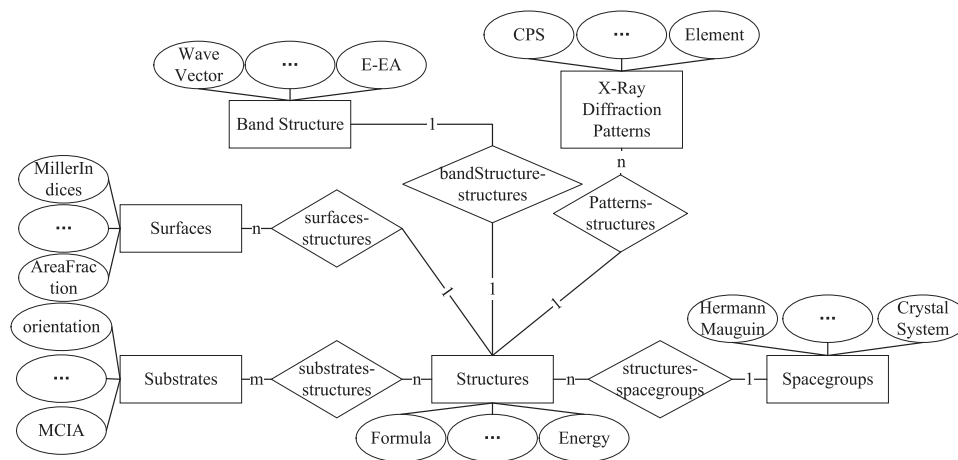 CPS
...
Element
Wave
Vector
...
E-EA
X-Ray
Diffraction
Patterns
Band Structure
1
n
MillerIn
dices
bandStructure-
structures
Patterns-
structures
...
Surfaces
n
surfaces-
structures
AreaFrac
tion
1
1
1
orientation
Hermann
Mauguin
...
Crystal
System
...
Substrates
m
substrates-
structures
n
Structures
n
structures-
spacegroups
1
Spacegroups
MCIA
Formula
...
Energy